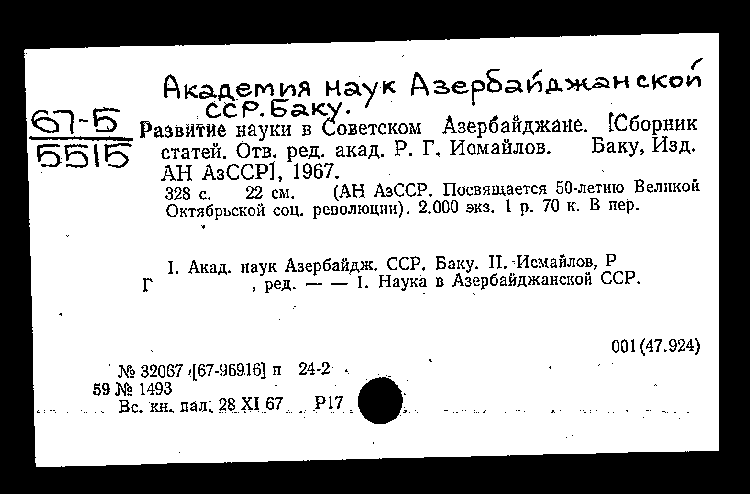 Академия наук Азербайджанской
ССР. Баку.
67-5
5515
Развитие науки в Советском Азербайджане. [Сборник
статей. Отв. ред. акад. Р. Г. Исмайлов. Баку, Изд.
АН АзССР], 1967.
328 с. 22 см. (АН АзССР. Посвящается 50-летию Великой
Октябрьской соц. революции). 2.000 экз. 1 р. 70 к. В пер.
I. Акад. наук Азербайдж. ССР. Баку. II. Исмайлов, Р
Г , ред. — — 1. Наука в Азербайджанской ССР.
001(47.924)
№ 32067 [67-96916] п 24-2
59 № 1493
Вс. кн. пал. 28 XI 67 Р17